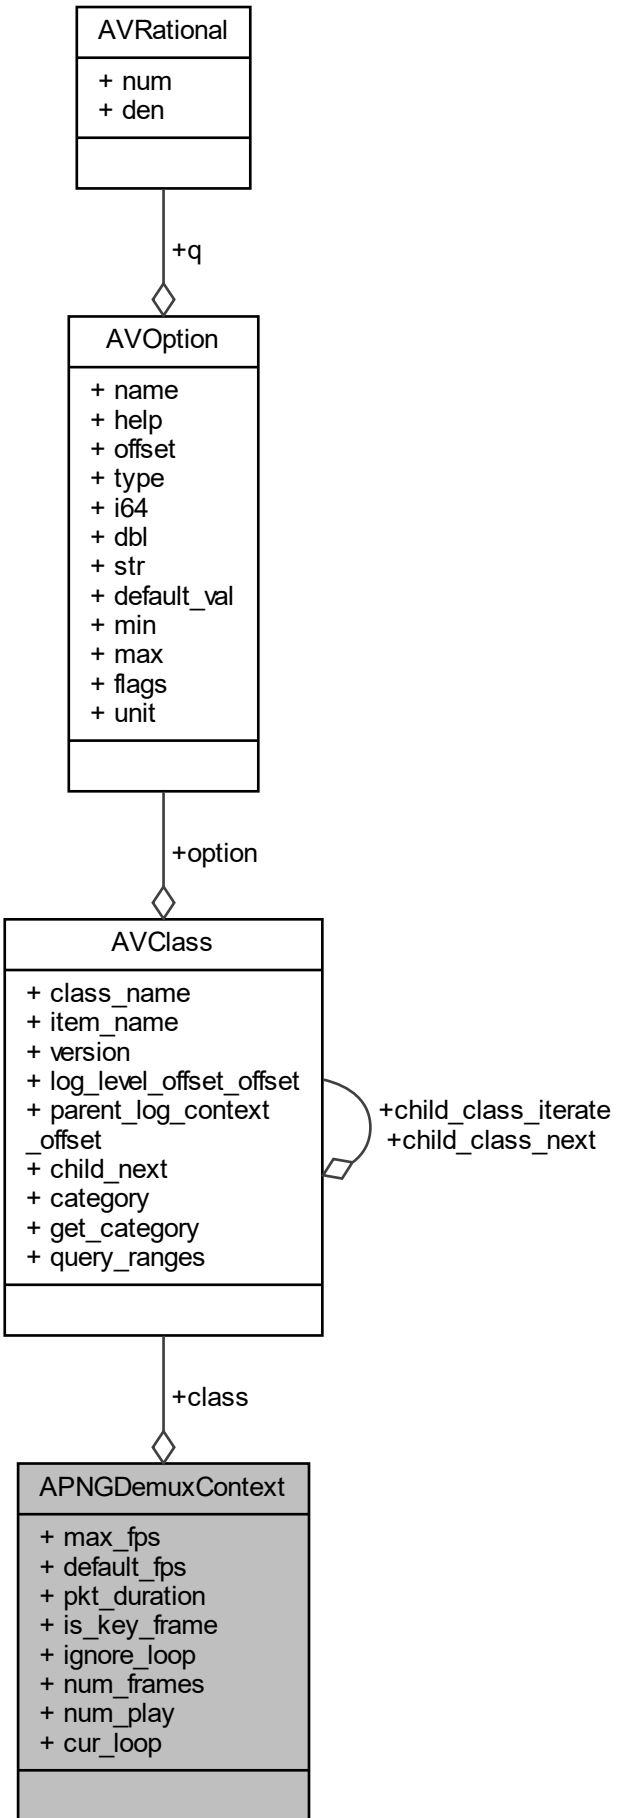 AVRational
+ num
+ den
+q
AVOption
+ name
+ help
+ offset
+ type
+ i64
+ dbl
+ str
+ default_val
+ min
+ max
+ flags
+ unit
+option
AVClass
+ class_name
+ item_name
+ version
+ log_level_offset_offset
+ parent_log_context
_offset
+ child_next
+ category
+ get_category
+ query_ranges
+child_class_iterate
+child_class_next
+class
APNGDemuxContext
+ max_fps
+ default_fps
+ pkt_duration
+ is_key_frame
+ ignore_loop
+ num_frames
+ num_play
+ cur_loop